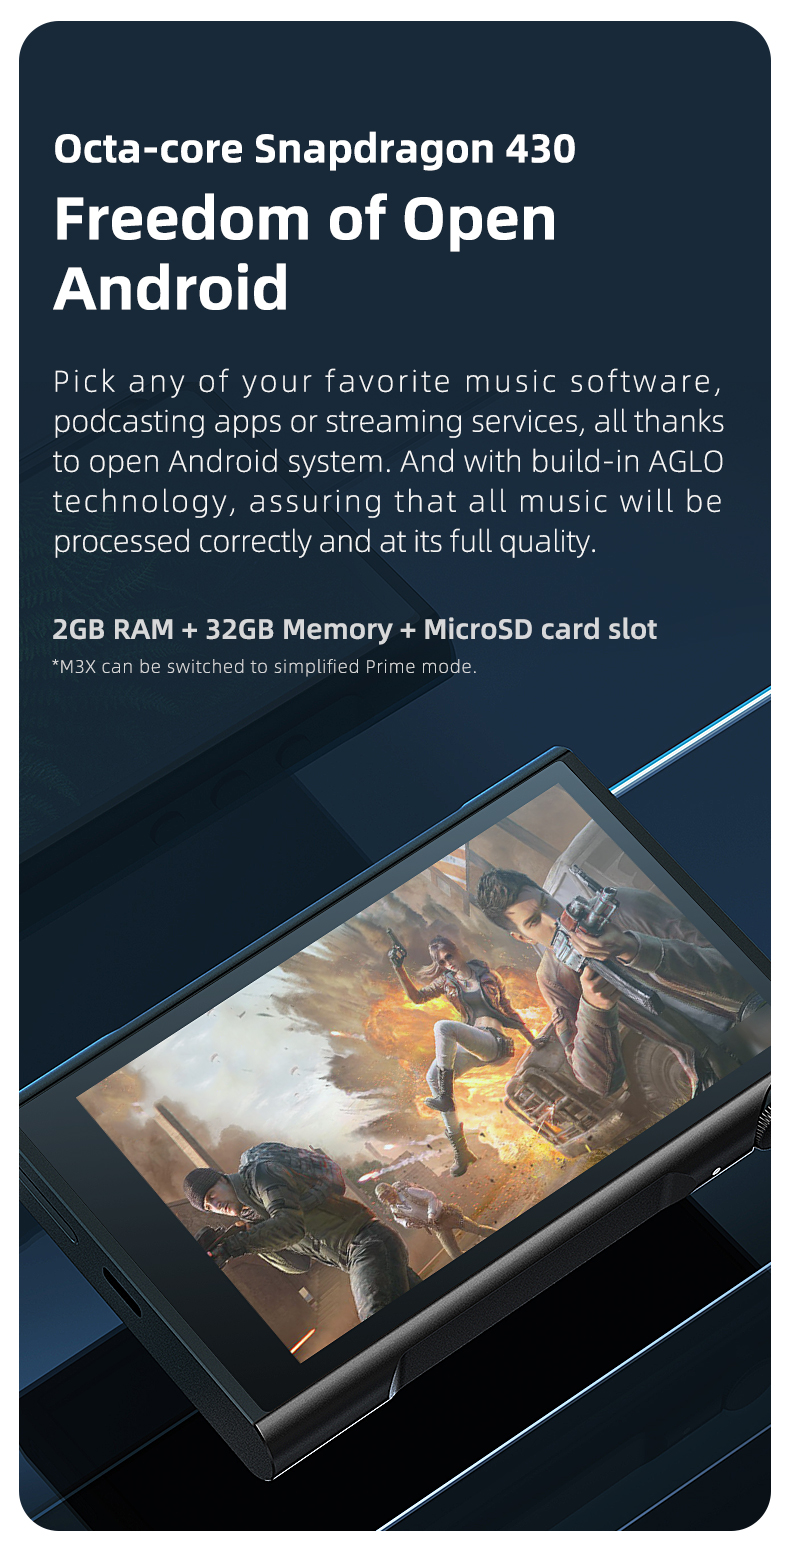 Octa-core Snapdragon 430
Freedom of Open
Android
Pick any of your favorite music software,
podcasting apps or streaming services, all thanks
to open Android system. And with build-in AGLO
technology, assuring that all music will be
processed correctly and at its full quality.
2GB RAM + 32GB Memory + MicroSD card slot
*M3X can be switched to simplified Prime mode.